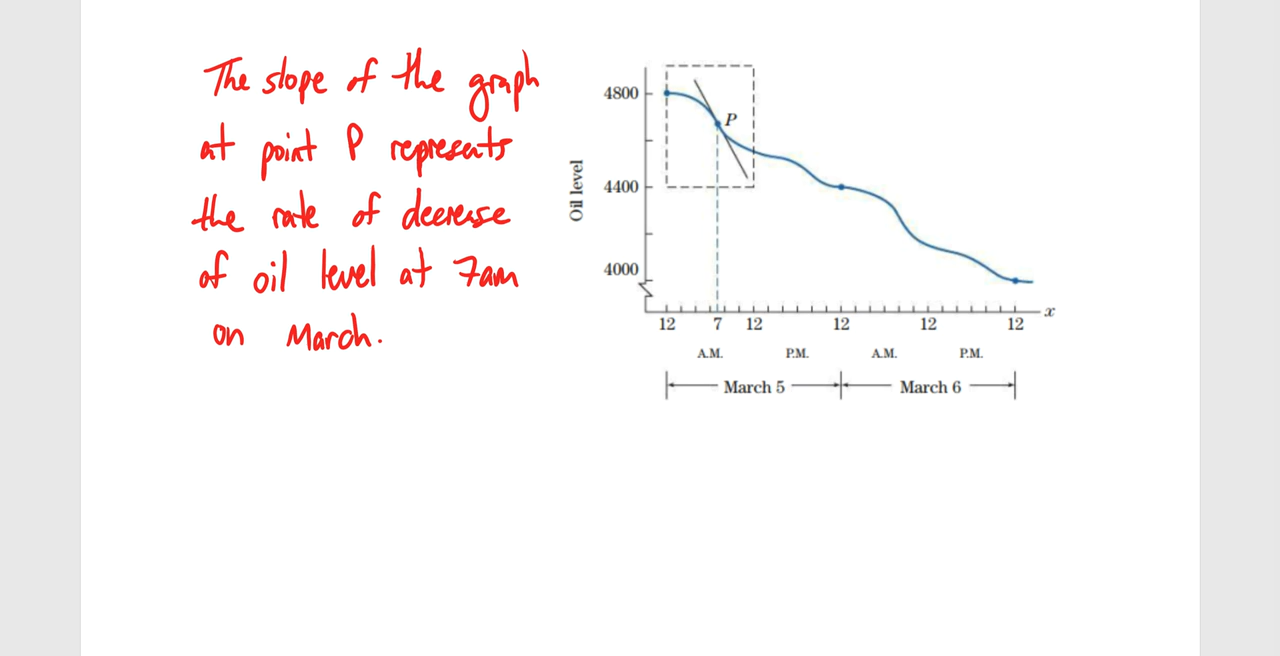 The slope of the graph
at point P represents
the rate of decrease
of oil level at 7am
on March.
Oil level
4800
4400
4000
P
12 7 12 12 12 12 x
A.M. P.M. A.M. P.M.
March 5 March 6